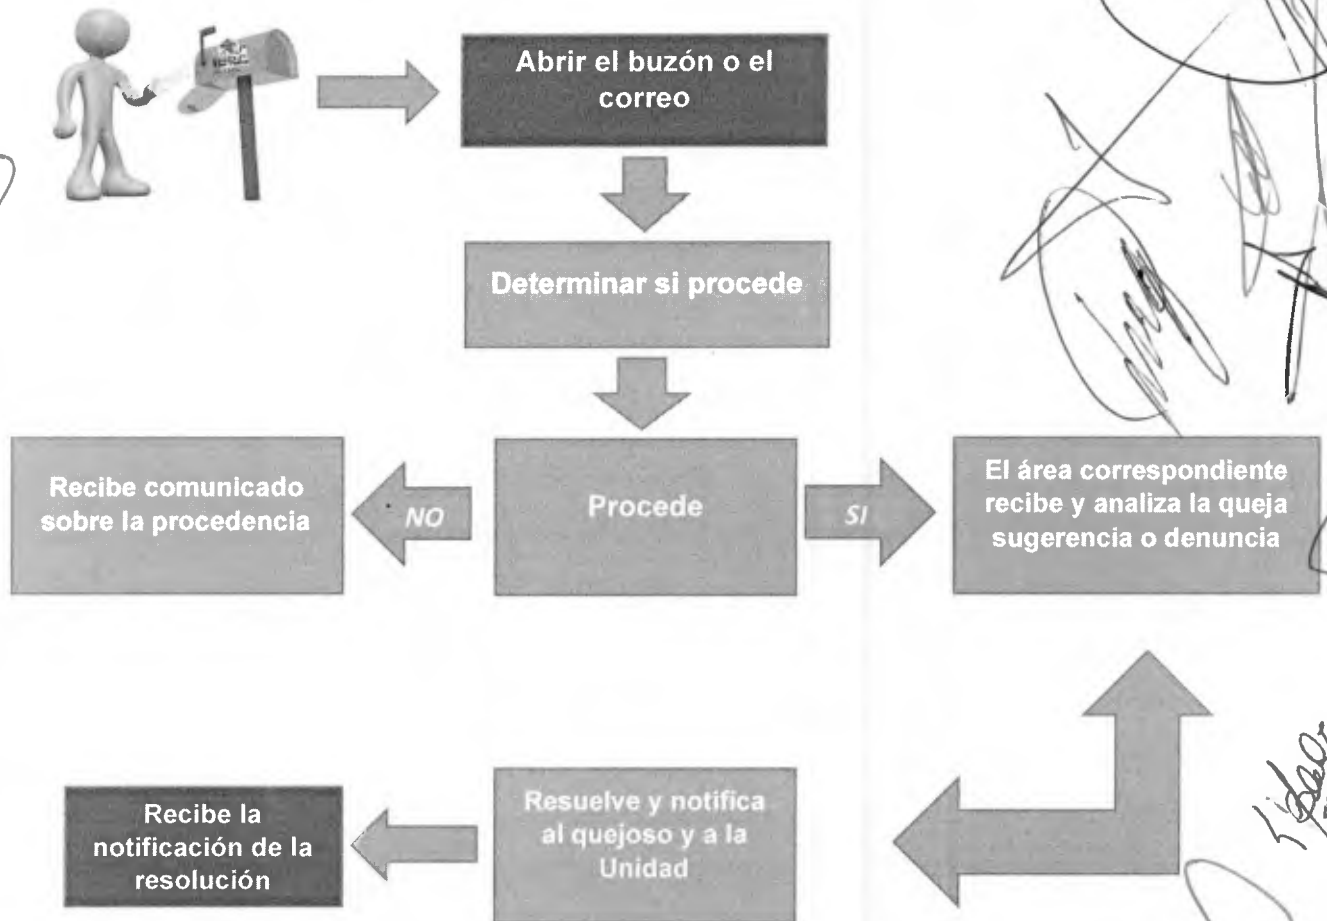 Abrir el buzón o el
correo
Determinar si procede
Recibe comunicado
sobre la procedencia
NO
Procede
SI
El área correspondiente
recibe y analiza la queja
sugerencia o denuncia
Recibe la
notificación de la
resolución
Resuelve y notifica
al quejoso y a la
Unidad